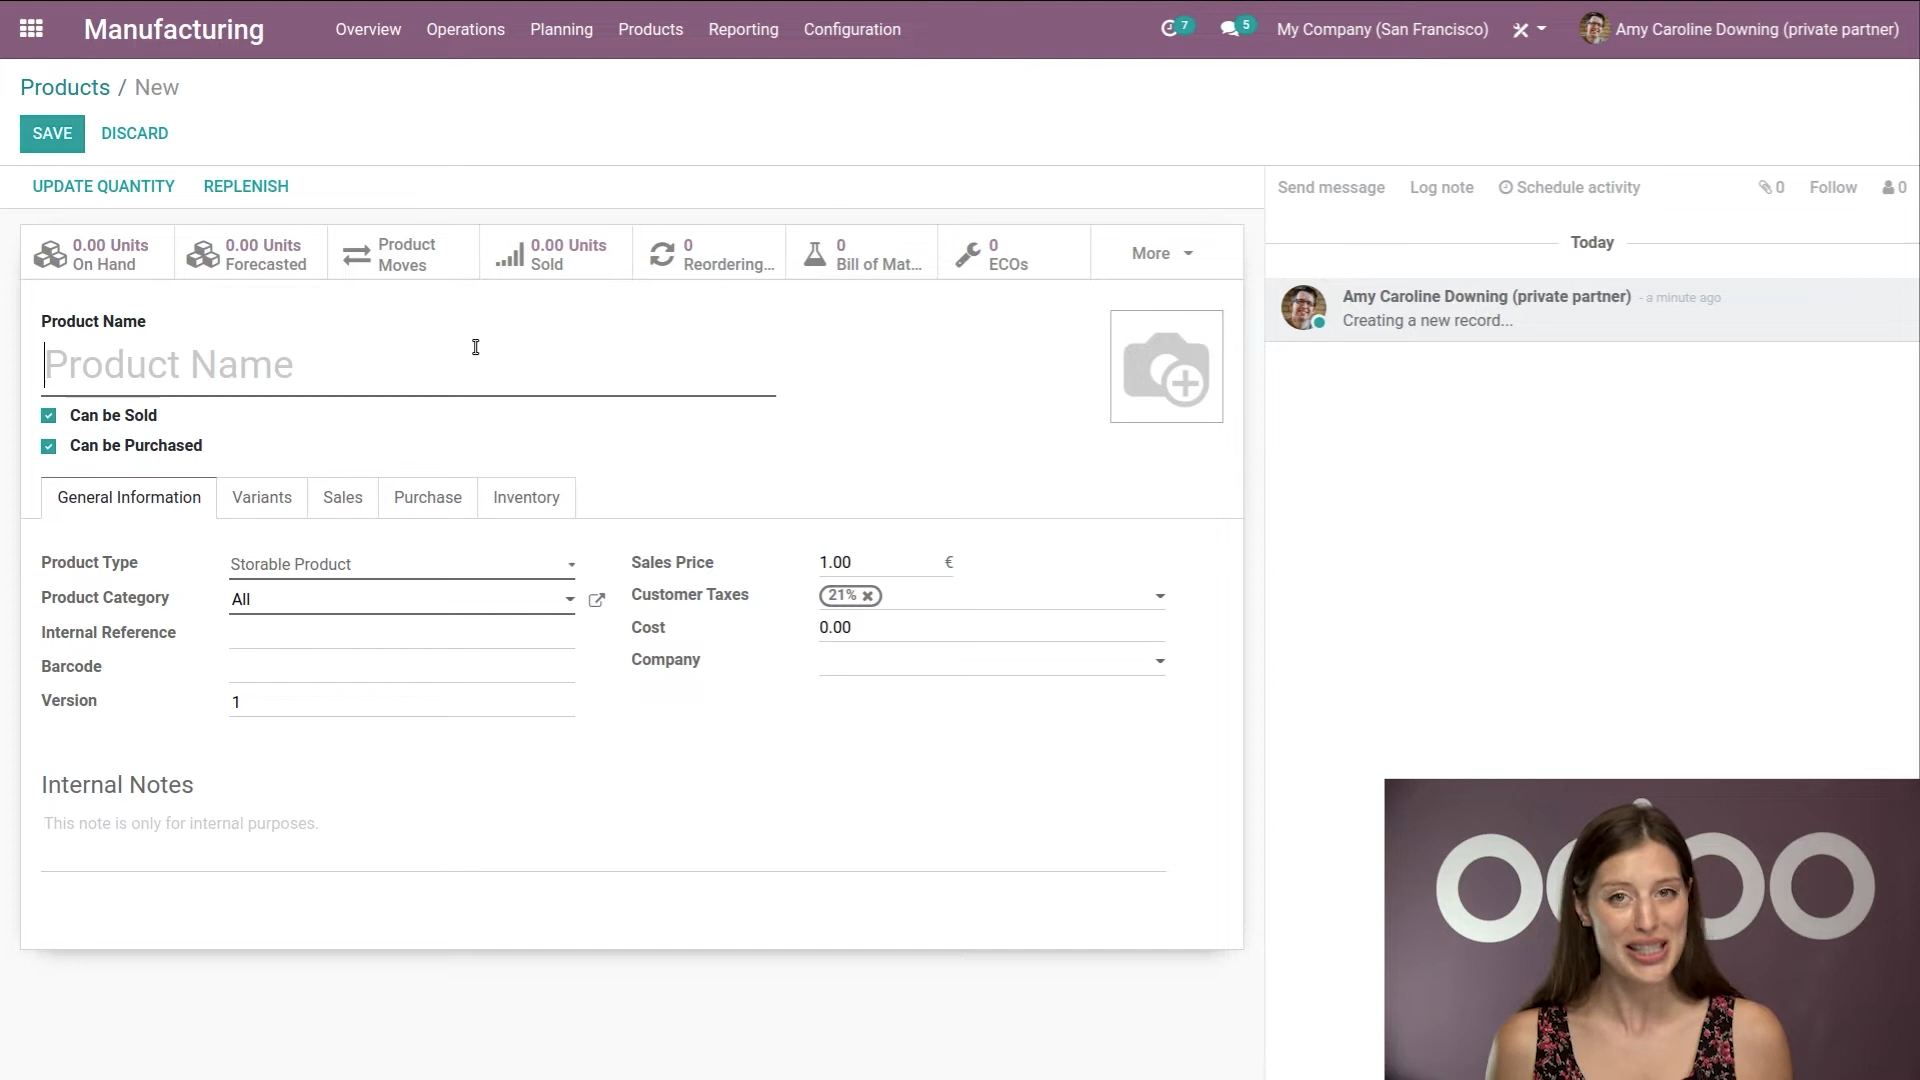 Manufacturing
Overview
Operations
Planning
Products
Reporting
Configuration
7
5
My Company (San Francisco)
Amy Caroline Downing (private partner)
Products / New
SAVE
DISCARD
UPDATE QUANTITY
REPLENISH
Send message
Log note
Schedule activity
0
Follow
0
0.00 Units
On Hand
0.00 Units
Forecasted
Product
Moves
0.00 Units
Sold
0
Reordering...
0
Bill of Mat...
0
ECOs
More
Today
Amy Caroline Downing (private partner) - a minute ago
Creating a new record...
Product Name
Product Name
Can be Sold
Can be Purchased
General Information
Variants
Sales
Purchase
Inventory
Product Type
Storable Product
Product Category
All
Internal Reference
Barcode
Version
1
Sales Price
1.00 €
Customer Taxes
21%
Cost
0.00
Company
Internal Notes
This note is only for internal purposes.